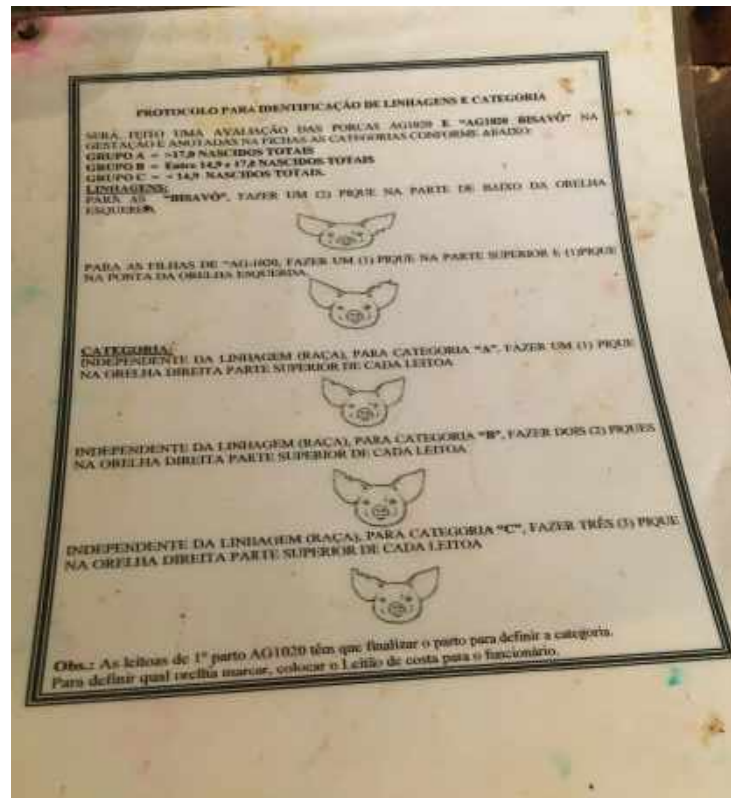 PROTOCOLO PARA IDENTIFICAÇÃO DE LINHAGENS E CATEGORIA
SERÁ FEITO UMA AVALIAÇÃO DAS PORCAS AG1020 E "AG1020 BISAVÔ" NA
GESTAÇÃO E ANOTADAS NA FICHAS AS CATEGORIAS CONFORME ABAIXO:
GRUPO A = >17,0 NASCIDOS TOTAIS
GRUPO B = Entre 14,9 e 17,0 NASCIDOS TOTAIS
GRUPO C = < 14,9 NASCIDOS TOTAIS.
LINHAGENS:
PARA AS "BISAVÔ", FAZER UM (2) PIQUE NA PARTE DE BAIXO DA ORELHA
ESQUERDA
PARA AS FILHAS DE "AG-1020, FAZER UM (1) PIQUE NA PARTE SUPERIOR E (1)PIQUE
NA PONTA DA ORELHA ESQUERDA
CATEGORIA:
INDEPENDENTE DA LINHAGEM (RAÇA), PARA CATEGORIA "A", FAZER UM (1) PIQUE
NA ORELHA DIREITA PARTE SUPERIOR DE CADA LEITOA
INDEPENDENTE DA LINHAGEM (RAÇA), PARA CATEGORIA "B", FAZER DOIS (2) PIQUES
NA ORELHA DIREITA PARTE SUPERIOR DE CADA LEITOA
INDEPENDENTE DA LINHAGEM (RAÇA), PARA CATEGORIA "C", FAZER TRÊS (3) PIQUE
NA ORELHA DIREITA PARTE SUPERIOR DE CADA LEITOA
Obs.: As leitoas de 1º parto AG1020 têm que finalizar o parto para definir a categoria.
Para definir qual orelha marcar, colocar o Leitão de costa para o funcionário.